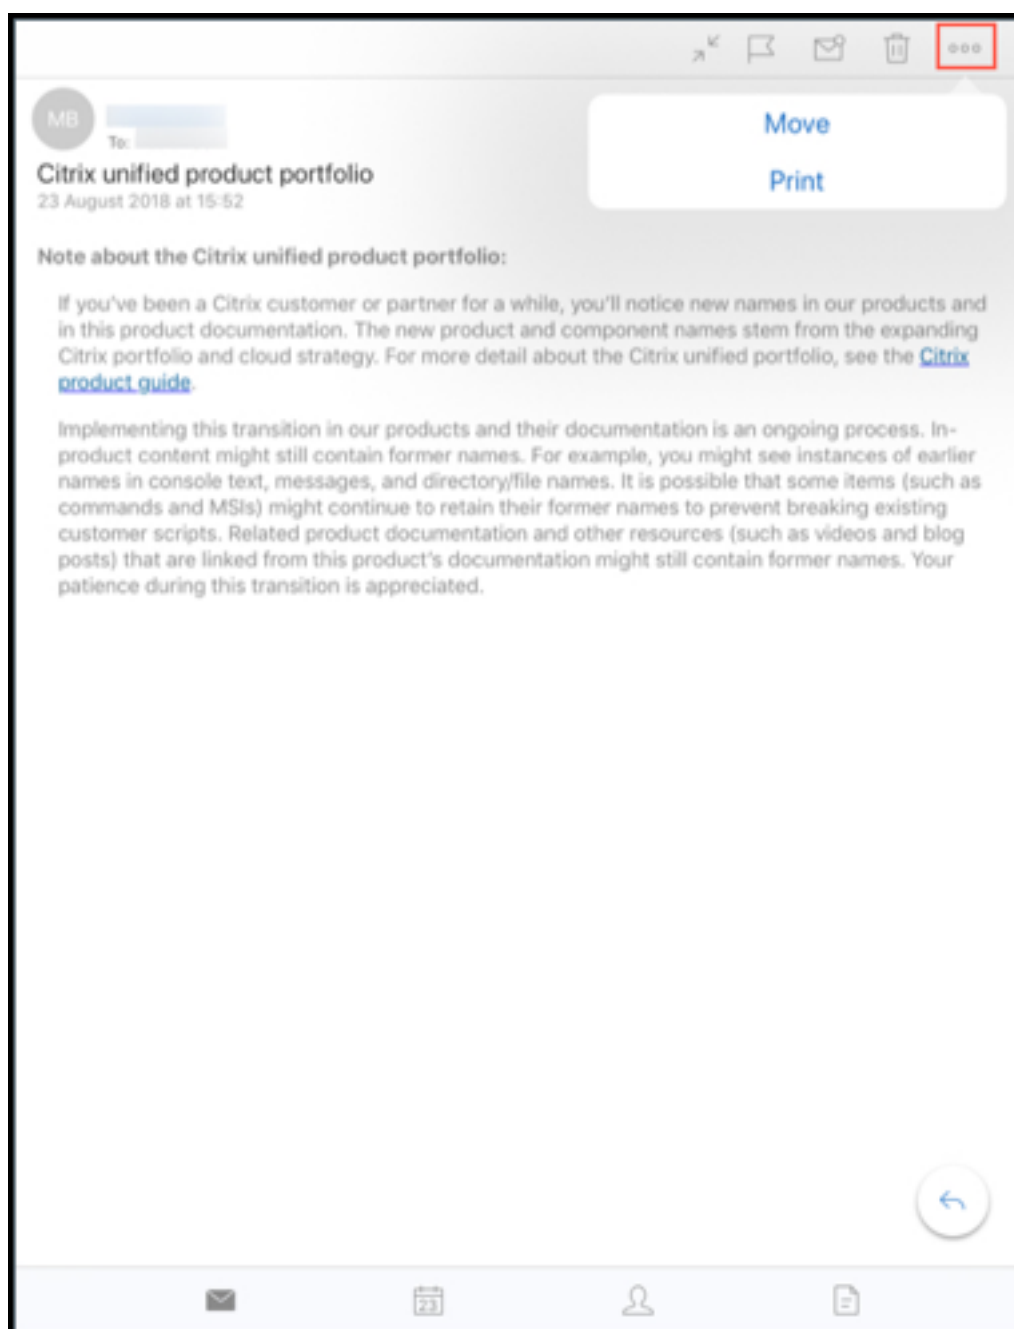 MB
To:
Move
Print
Citrix unified product portfolio
23 August 2018 at 15:52
Note about the Citrix unified product portfolio:
If you've been a Citrix customer or partner for a while, you'll notice new names in our products and
in this product documentation. The new product and component names stem from the expanding
Citrix portfolio and cloud strategy. For more detail about the Citrix unified portfolio, see the Citrix
product guide.
Implementing this transition in our products and their documentation is an ongoing process. In-
product content might still contain former names. For example, you might see instances of earlier
names in console text, messages, and directory/file names. It is possible that some items (such as
commands and MSIs) might continue to retain their former names to prevent breaking existing
customer scripts. Related product documentation and other resources (such as videos and blog
posts) that are linked from this product's documentation might still contain former names. Your
patience during this transition is appreciated.
23